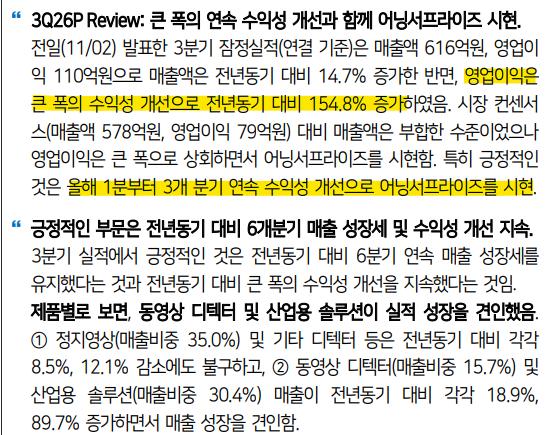 “ 3Q26P Review: 큰 폭의 연속 수익성 개선과 함께 어닝서프라이즈 시현.
전일(11/02) 발표한 3분기 잠정실적(연결 기준)은 매출액 616억원, 영업이
익 110억원으로 매출액은 전년동기 대비 14.7% 증가한 반면, 영업이익은
큰 폭의 수익성 개선으로 전년동기 대비 154.8% 증가하였음. 시장 컨센서
스(매출액 578억원, 영업이익 79억원) 대비 매출액은 부합한 수준이었으나
영업이익은 큰 폭으로 상회하면서 어닝서프라이즈를 시현함. 특히 긍정적인
것은 올해 1분부터 3개 분기 연속 수익성 개선으로 어닝서프라이즈를 시현.
“ 긍정적인 부문은 전년동기 대비 6개분기 매출 성장세 및 수익성 개선 지속.
3분기 실적에서 긍정적인 것은 전년동기 대비 6분기 연속 매출 성장세를
유지했다는 것과 전년동기 대비 큰 폭의 수익성 개선을 지속했다는 것임.
제품별로 보면, 동영상 디텍터 및 산업용 솔루션이 실적 성장을 견인했음.
① 정지영상(매출비중 35.0%) 및 기타 디텍터 등은 전년동기 대비 각각
8.5%, 12.1% 감소에도 불구하고, ② 동영상 디텍터(매출비중 15.7%) 및
산업용 솔루션(매출비중 30.4%) 매출이 전년동기 대비 각각 18.9%,
89.7% 증가하면서 매출 성장을 견인함.